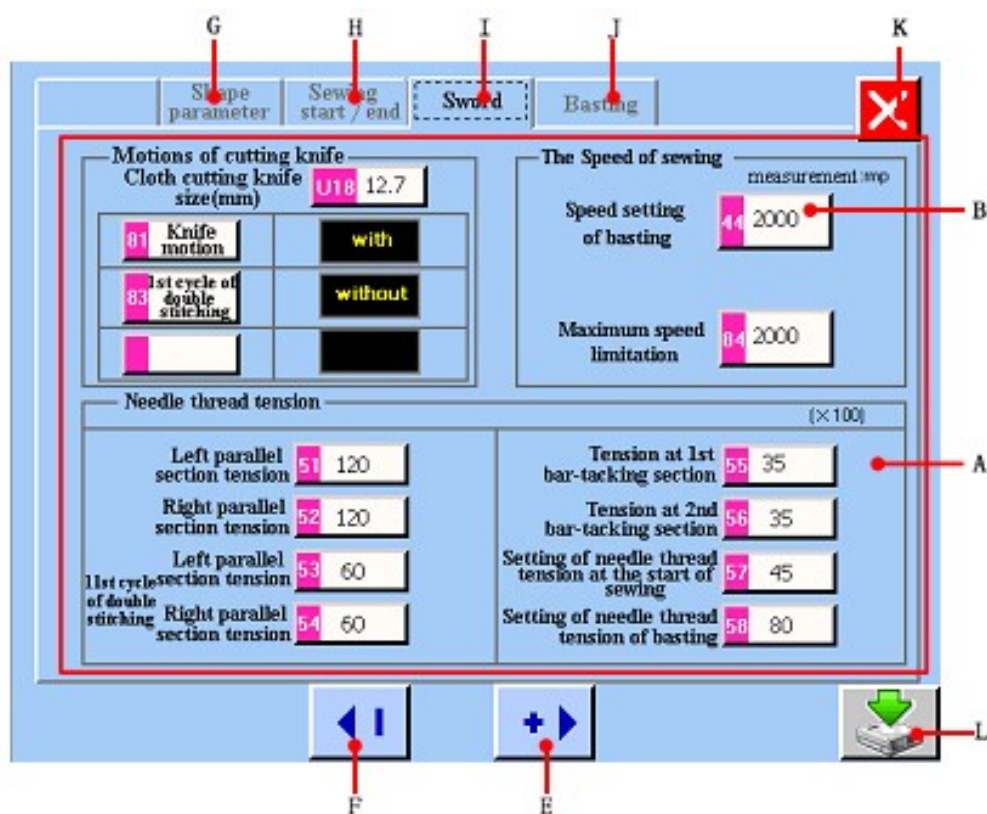 G H I J K
Shape
parameter
Sewing
start / end
Sword
Basting
Motions of cutting knife
Cloth cutting knife
size(mm)
U18 12.7
81 Knife
motion
with
83 1st cycle of
double
stitching
without
The Speed of sewing
measurement:mp
Speed setting
of basting
44 2000
B
Maximum speed
limitation
84 2000
Needle thread tension
(×100)
Left parallel
section tension
51 120
Right parallel
section tension
52 120
11st cycle
of double
stitching
Left parallel
section tension
53 60
Right parallel
section tension
54 60
Tension at 1st
bar-tacking section
55 35
A
Tension at 2nd
bar-tacking section
56 35
Setting of needle thread
tension at the start of
sewing
57 45
Setting of needle thread
tension of basting
58 80
L
F E